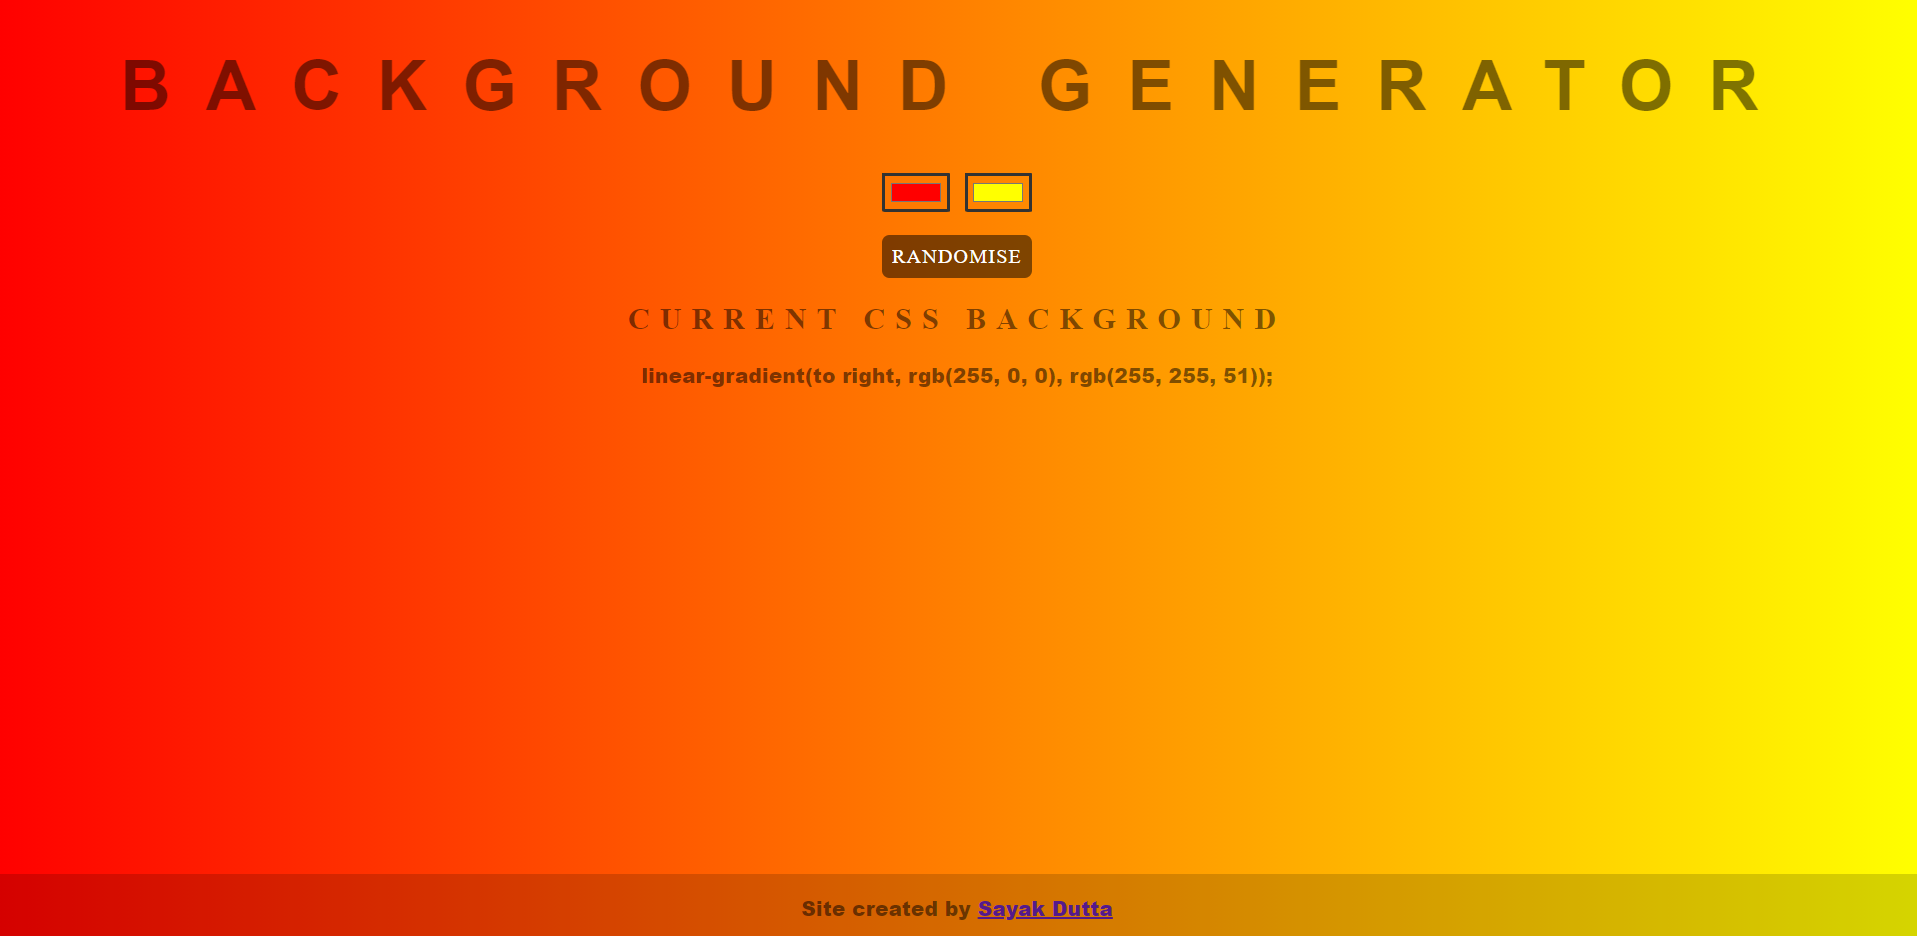 BACKGROUND GENERATOR
RANDOMISE
CURRENT CSS BACKGROUND
linear-gradient(to right, rgb(255, 0, 0), rgb(255, 255, 51));
Site created by Sayak Dutta